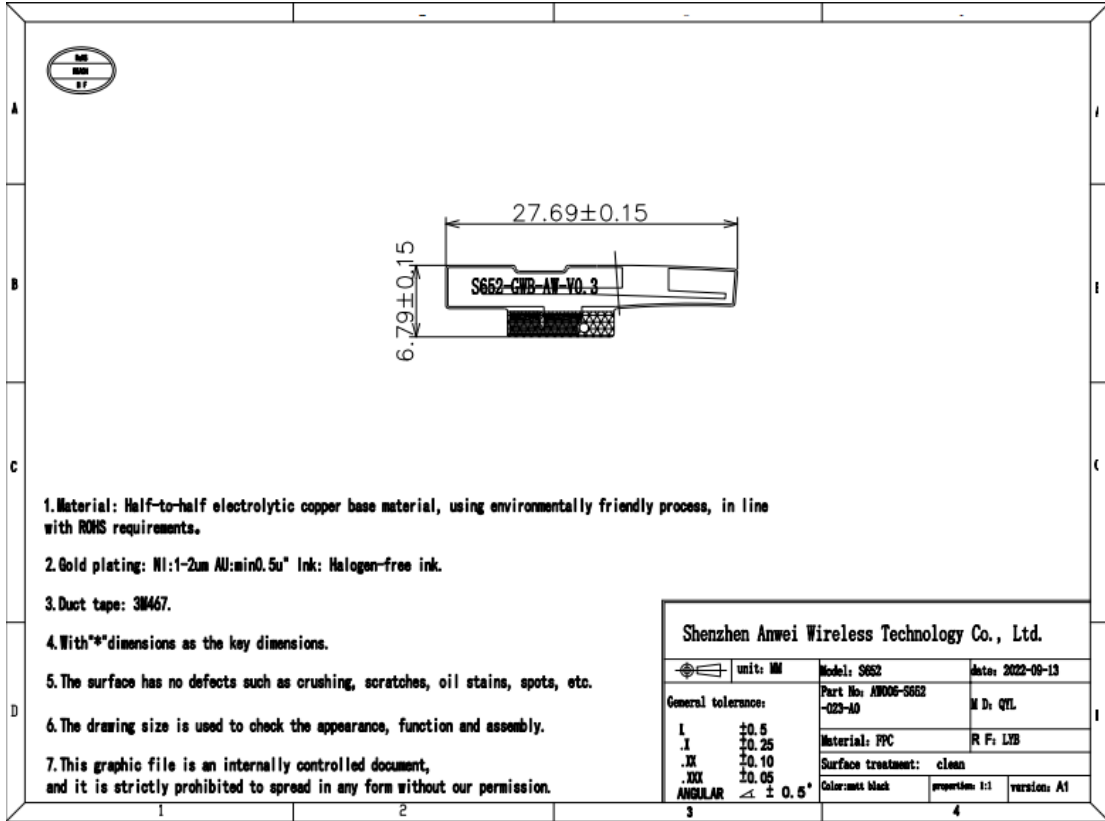 A
B
C
D
27.69±0.15
6.79±0.15
S652-GWB-AW-V0.3
1.Material: Half-to-half electrolytic copper base material, using environmentally friendly process, in line
with ROHS requirements.
2.Gold plating: NI:1-2um AU:min0.5u" Ink: Halogen-free ink.
3.Duct tape: 3M467.
4.With"*"dimensions as the key dimensions.
5.The surface has no defects such as crushing, scratches, oil stains, spots, etc.
6.The drawing size is used to check the appearance, function and assembly.
7.This graphic file is an internally controlled document,
and it is strictly prohibited to spread in any form without our permission.
Shenzhen Anwei Wireless Technology Co., Ltd.
unit: MM
Model: S652
date: 2022-09-13
General tolerance:
Part No: AW006-S652
-023-A0
M D: QYL
X ±0.5
.X ±0.25
.XX ±0.10
.XXX ±0.05
ANGULAR ∠ ± 0.5°
Material: FPC
R F: LYB
Surface treatment: clean
Color:matt black
proportion: 1:1
version: A1
1
2
3
4